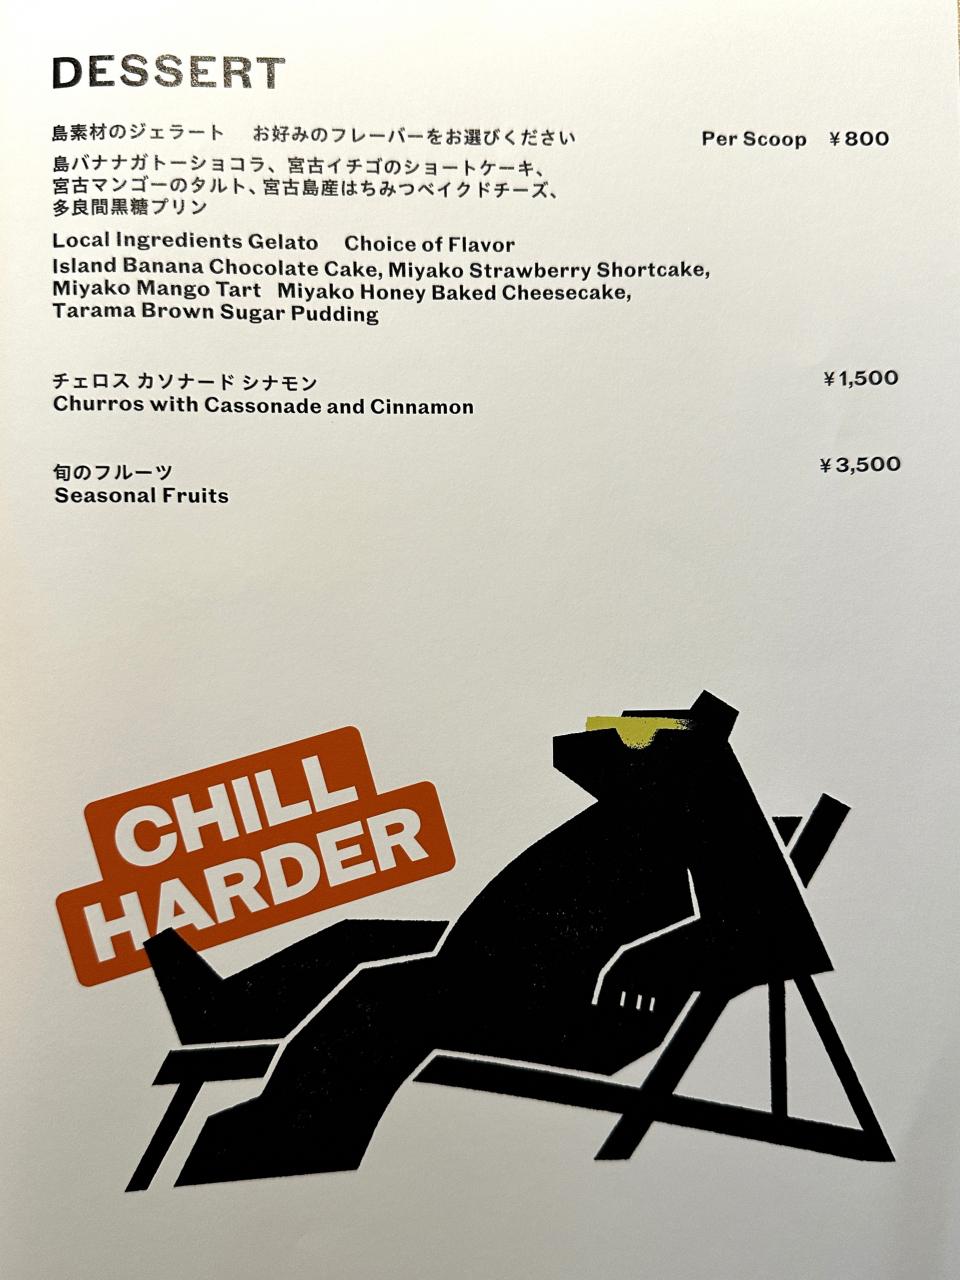 DESSERT
島素材のジェラート お好みのフレーバーをお選びください Per Scoop ¥800
島バナナガトーショコラ、宮古イチゴのショートケーキ、
宮古マンゴーのタルト、宮古島産はちみつベイクドチーズ、
多良間黒糖プリン
Local Ingredients Gelato Choice of Flavor
Island Banana Chocolate Cake, Miyako Strawberry Shortcake,
Miyako Mango Tart Miyako Honey Baked Cheesecake,
Tarama Brown Sugar Pudding
チェロス カソナード シナモン ¥1,500
Churros with Cassonade and Cinnamon
旬のフルーツ ¥3,500
Seasonal Fruits
CHILL
HARDER